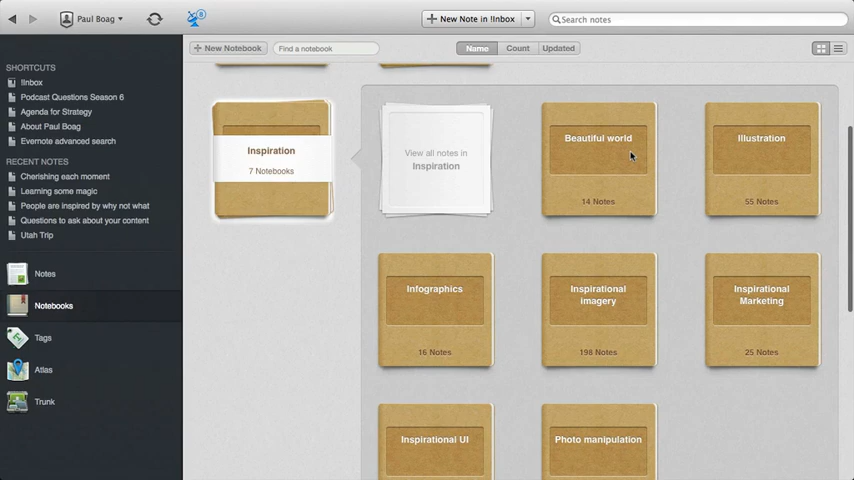 Paul Boag
8
New Note in !Inbox
Search notes
New Notebook
Find a notebook
Name
Count
Updated
SHORTCUTS
!Inbox
Podcast Questions Season 6
Agenda for Strategy
About Paul Boag
Evernote advanced search
RECENT NOTES
Cherishing each moment
Learning some magic
People are inspired by why not what
Questions to ask about your content
Utah Trip
Notes
Notebooks
Tags
Atlas
Trunk
Inspiration
7 Notebooks
View all notes in
Inspiration
Beautiful world
14 Notes
Illustration
55 Notes
Infographics
16 Notes
Inspirational
imagery
198 Notes
Inspirational
Marketing
25 Notes
Inspirational UI
Photo manipulation